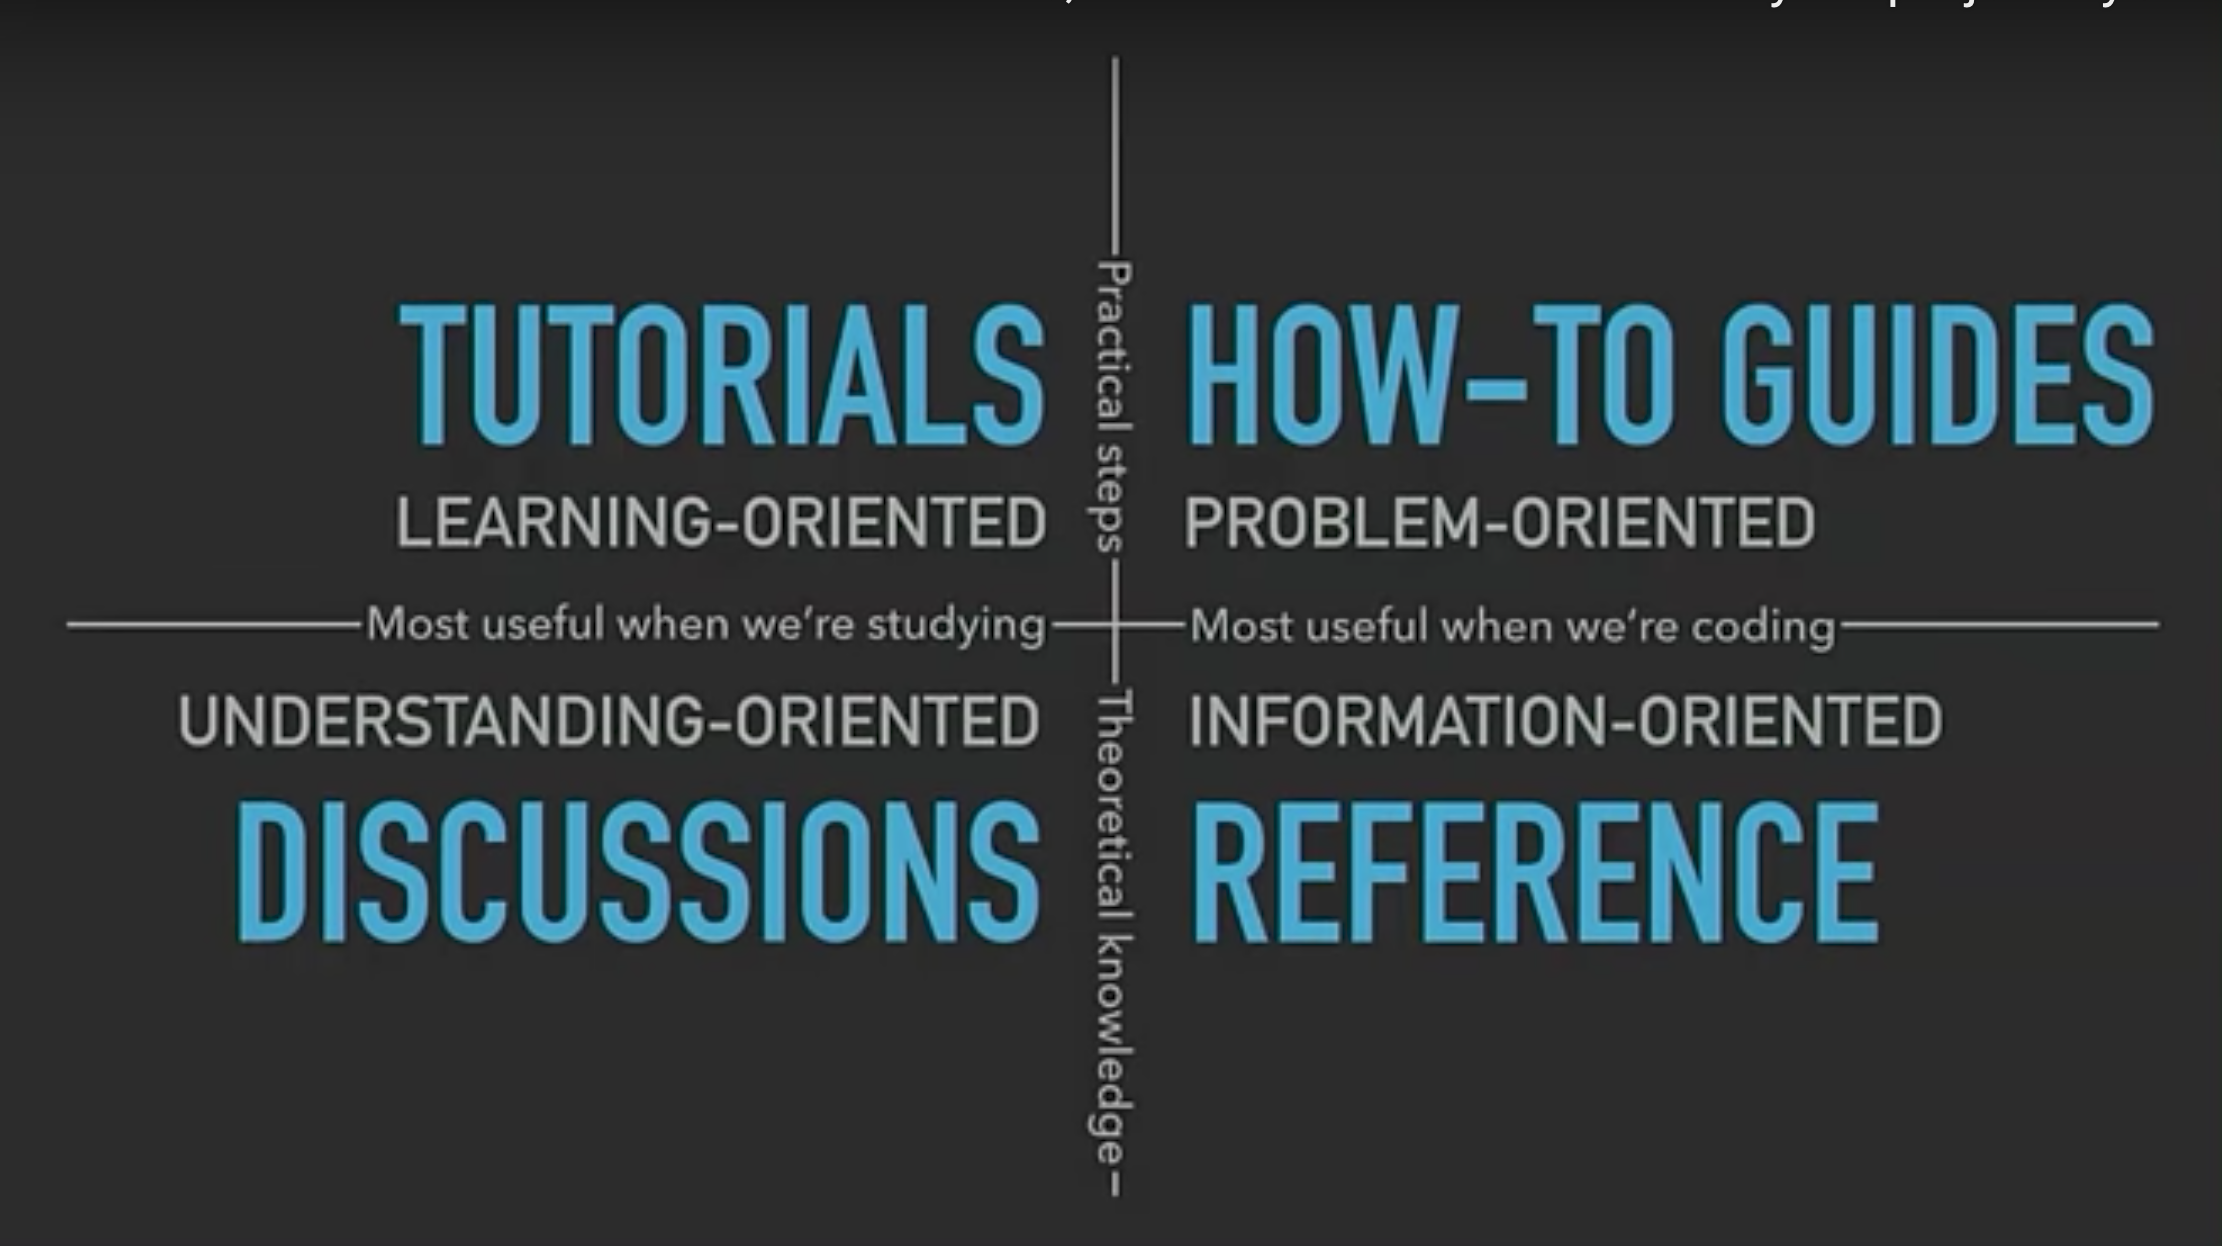 TUTORIALS
LEARNING-ORIENTED
HOW-TO GUIDES
PROBLEM-ORIENTED
Practical steps
Most useful when we're studying
Most useful when we're coding
UNDERSTANDING-ORIENTED
DISCUSSIONS
INFORMATION-ORIENTED
REFERENCE
Theoretical knowledge